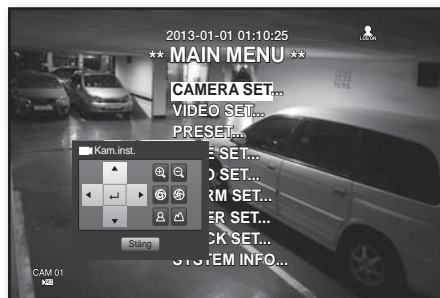 2013-01-01 01:10:25
LOG ON
** MAIN MENU **
CAMERA SET...
VIDEO SET...
PRESET...
Kam.inst.
E SET...
O SET...
RM SET...
ER SET...
CK SET...
Stäng
SYSTEM INFO...
CAM 01